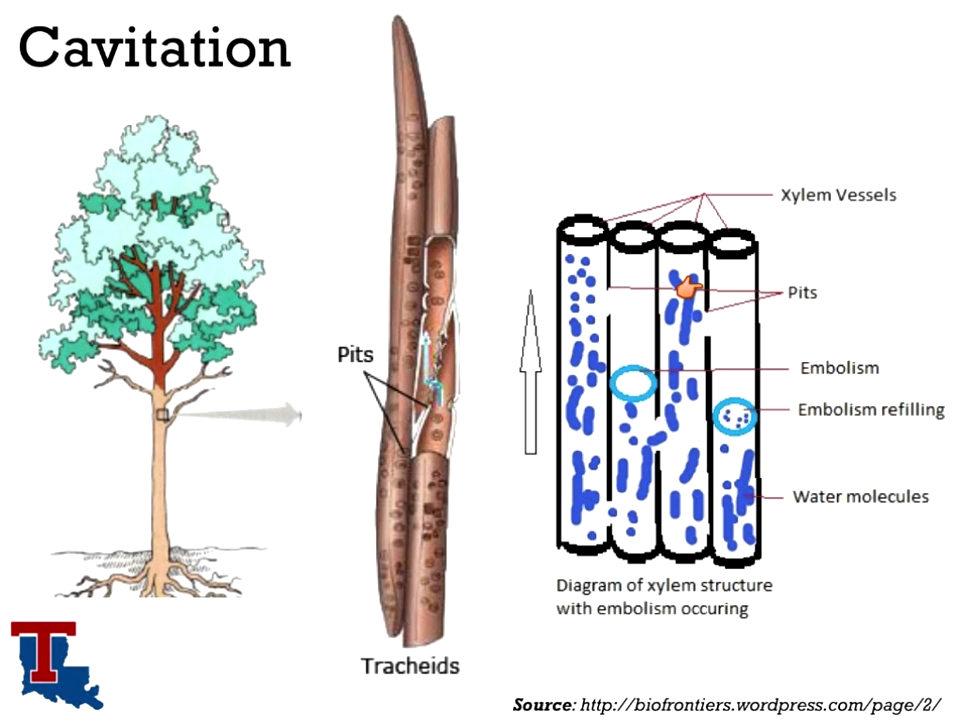 Cavitation
Pits
Tracheids
Xylem Vessels
Pits
Embolism
Embolism refilling
Water molecules
Diagram of xylem structure
with embolism occuring
T
Source: http://biofrontiers.wordpress.com/page/2/